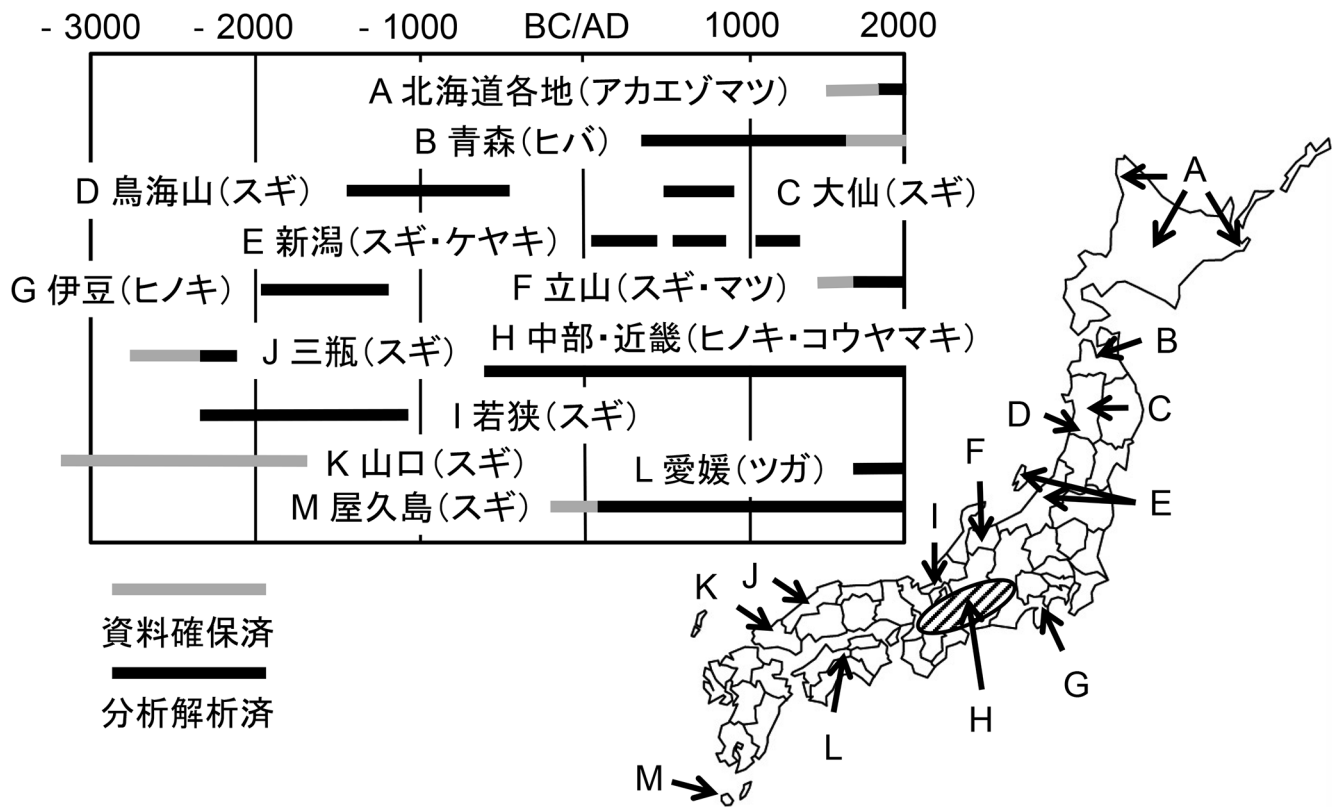 - 3000 - 2000 - 1000 BC/AD 1000 2000
A 北海道各地(アカエゾマツ)
B 青森(ヒバ)
D 鳥海山(スギ)
C 大仙(スギ)
E 新潟(スギ・ケヤキ)
G 伊豆(ヒノキ)
F 立山(スギ・マツ)
J 三瓶(スギ)
H 中部・近畿(ヒノキ・コウヤマキ)
I 若狭(スギ)
K 山口(スギ)
L 愛媛(ツガ)
M 屋久島(スギ)
資料確保済
分析解析済
A
B
C
D
F
E
I
J
K
G
H
L
M